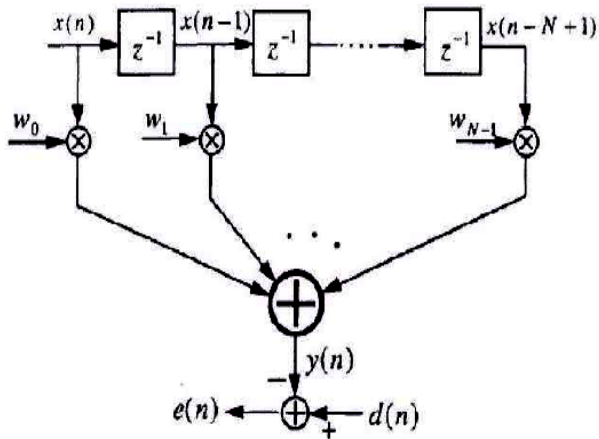 x(n) z⁻¹ x(n-1) z⁻¹ ..... z⁻¹ x(n-N+1)
w₀ w₁ w_{N-1}
. . .
y(n)
e(n) − + + d(n)